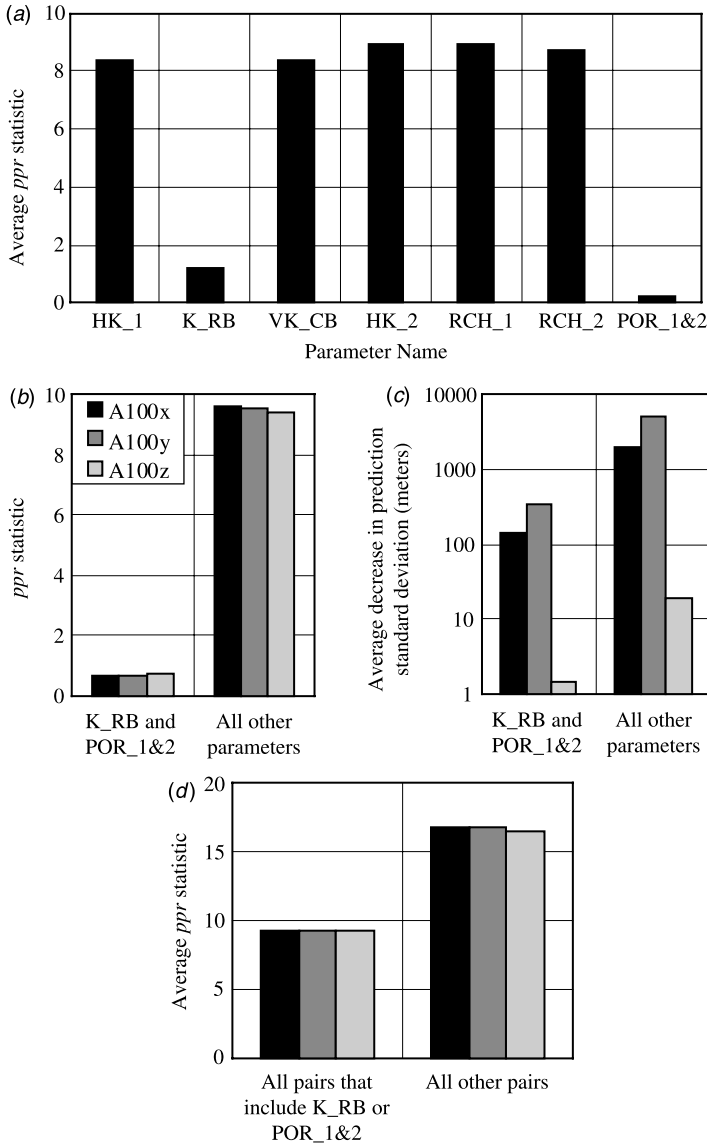 (a)
Average ppr statistic
10
8
6
4
2
0
HK_1 K_RB VK_CB HK_2 RCH_1 RCH_2 POR_1&2
Parameter Name
(b)
ppr statistic
10
8
6
4
2
0
A100x
A100y
A100z
K_RB and
POR_1&2
All other
parameters
(c)
Average decrease in prediction
standard deviation (meters)
10000
1000
100
10
1
K_RB and
POR_1&2
All other
parameters
(d)
Average ppr statistic
20
15
10
5
0
All pairs that
include K_RB or
POR_1&2
All other pairs